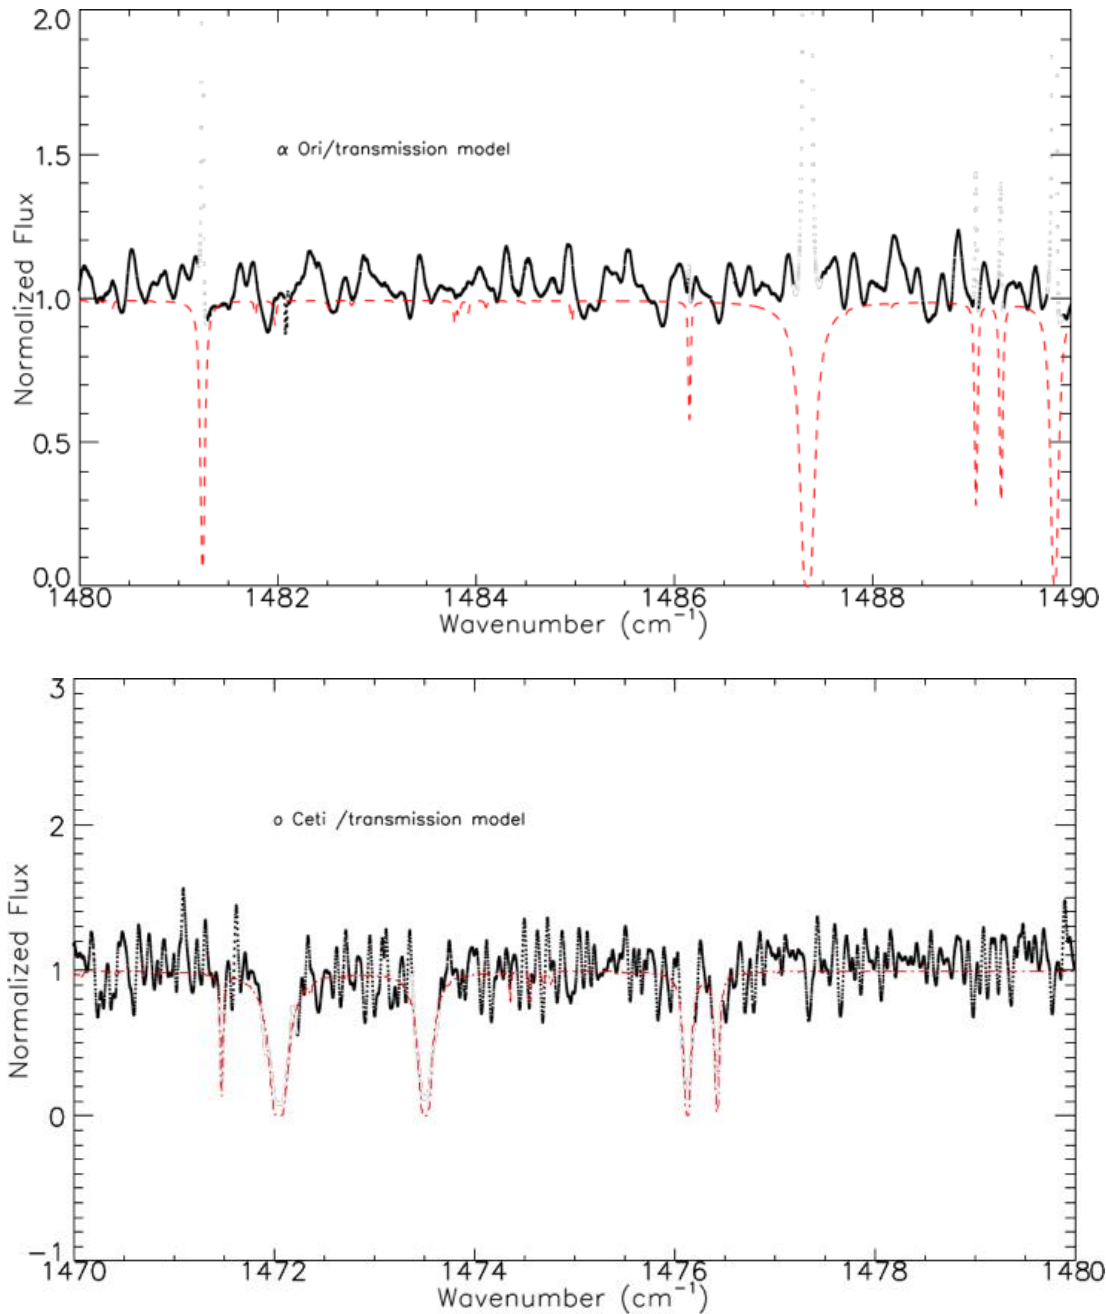 2.0
1.5
1.0
0.5
0.0
Normalized Flux
α Ori/transmission model
1480 1482 1484 1486 1488 1490
Wavenumber (cm⁻¹)
3
2
1
0
-1
Normalized Flux
o Ceti /transmission model
1470 1472 1474 1476 1478 1480
Wavenumber (cm⁻¹)